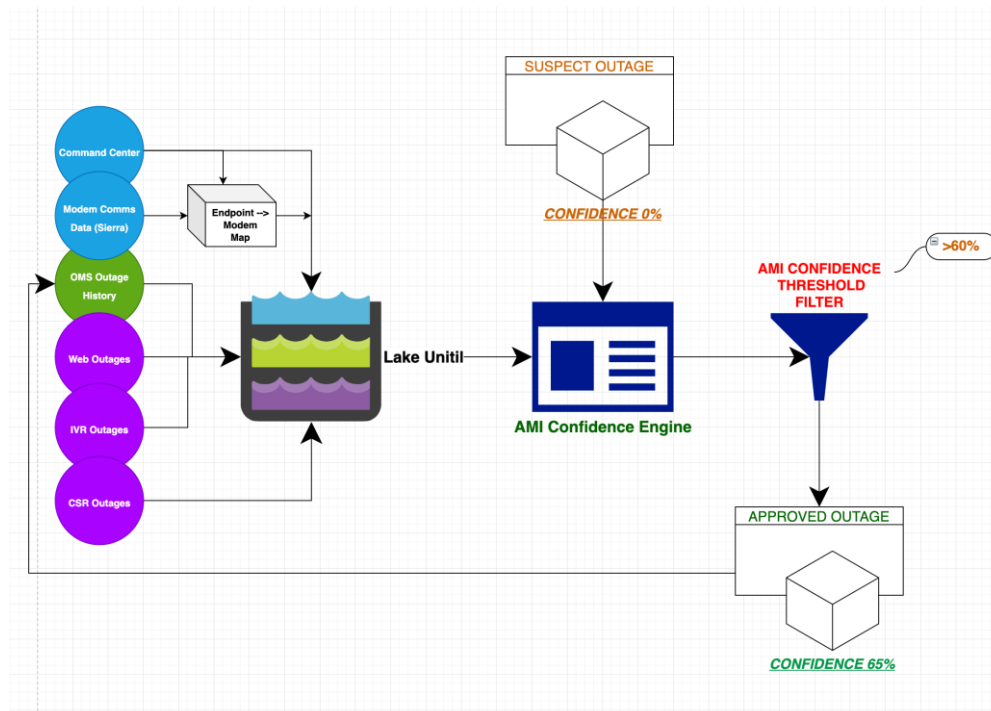 SUSPECT OUTAGE
CONFIDENCE 0%
Command Center
Modem Comms
Data (Sierra)
Endpoint -->
Modem
Map
OMS Outage
History
Web Outages
IVR Outages
CSR Outages
Lake Unitil
AMI Confidence Engine
>60%
AMI CONFIDENCE
THRESHOLD
FILTER
APPROVED OUTAGE
CONFIDENCE 65%